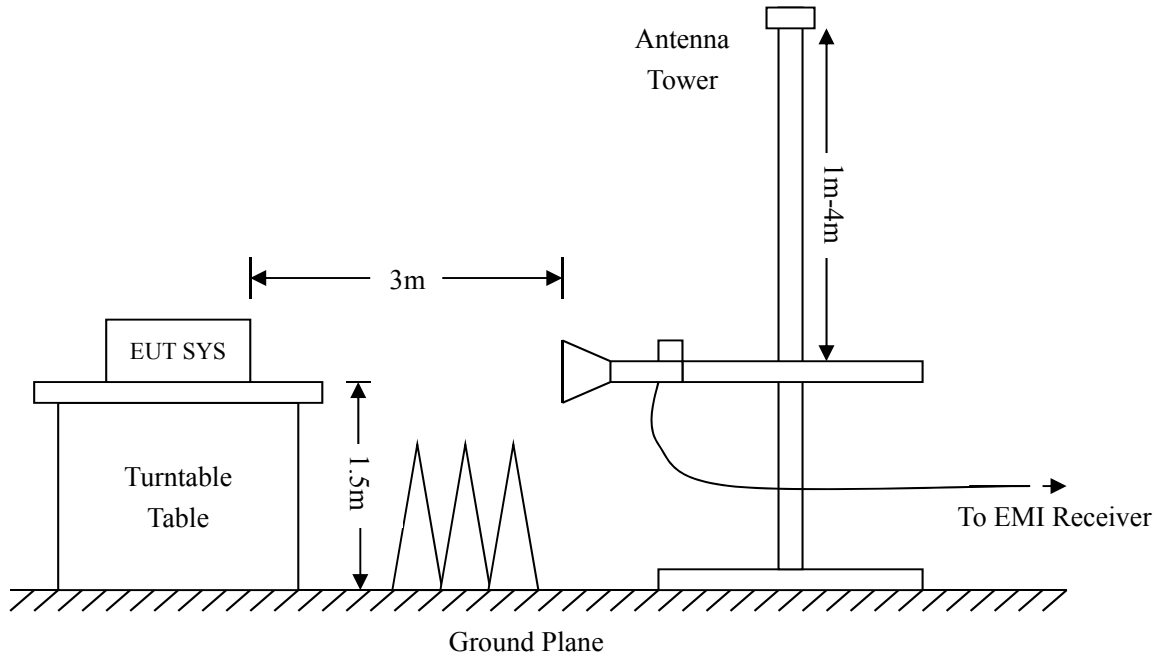 Antenna
Tower
1m-4m
3m
EUT SYS
1.5m
Turntable
Table
To EMI Receiver
Ground Plane